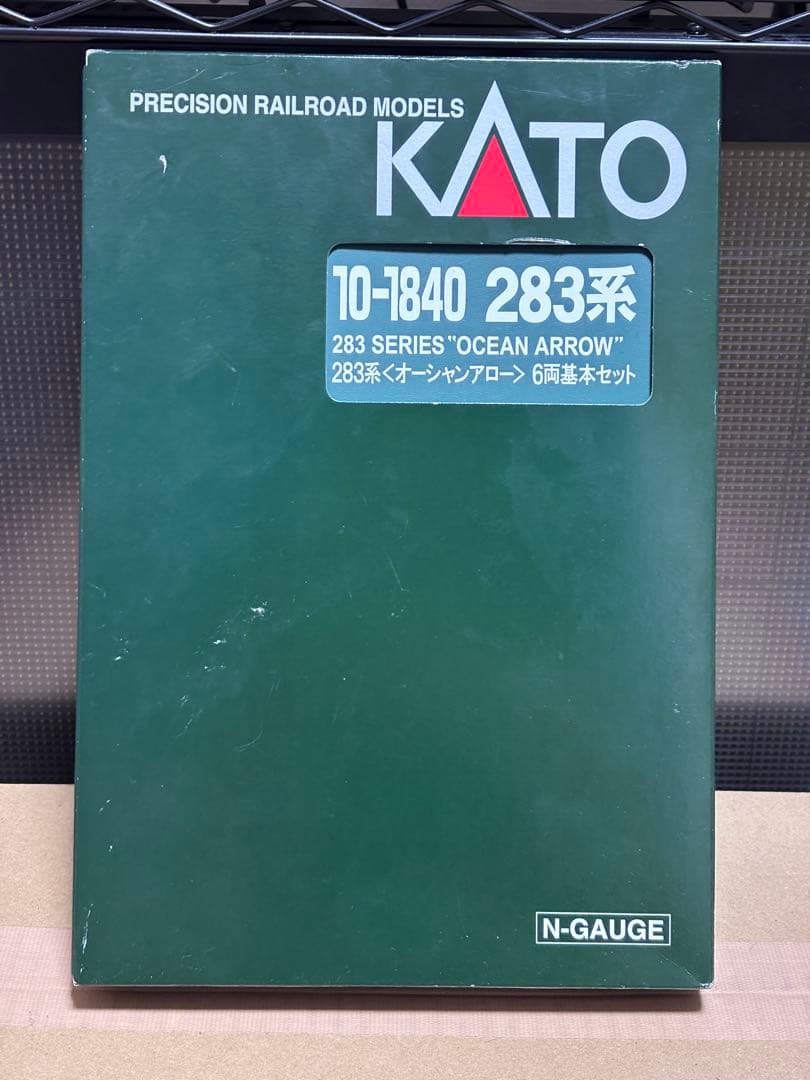 PRECISION RAILROAD MODELS
KATO
10-1840 283系
283 SERIES "OCEAN ARROW"
283系<オーシャンアロー> 6両基本セット
N-GAUGE